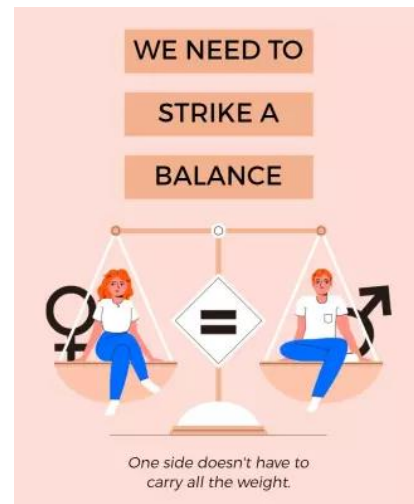 WE NEED TO
STRIKE A
BALANCE
=
One side doesn't have to
carry all the weight.